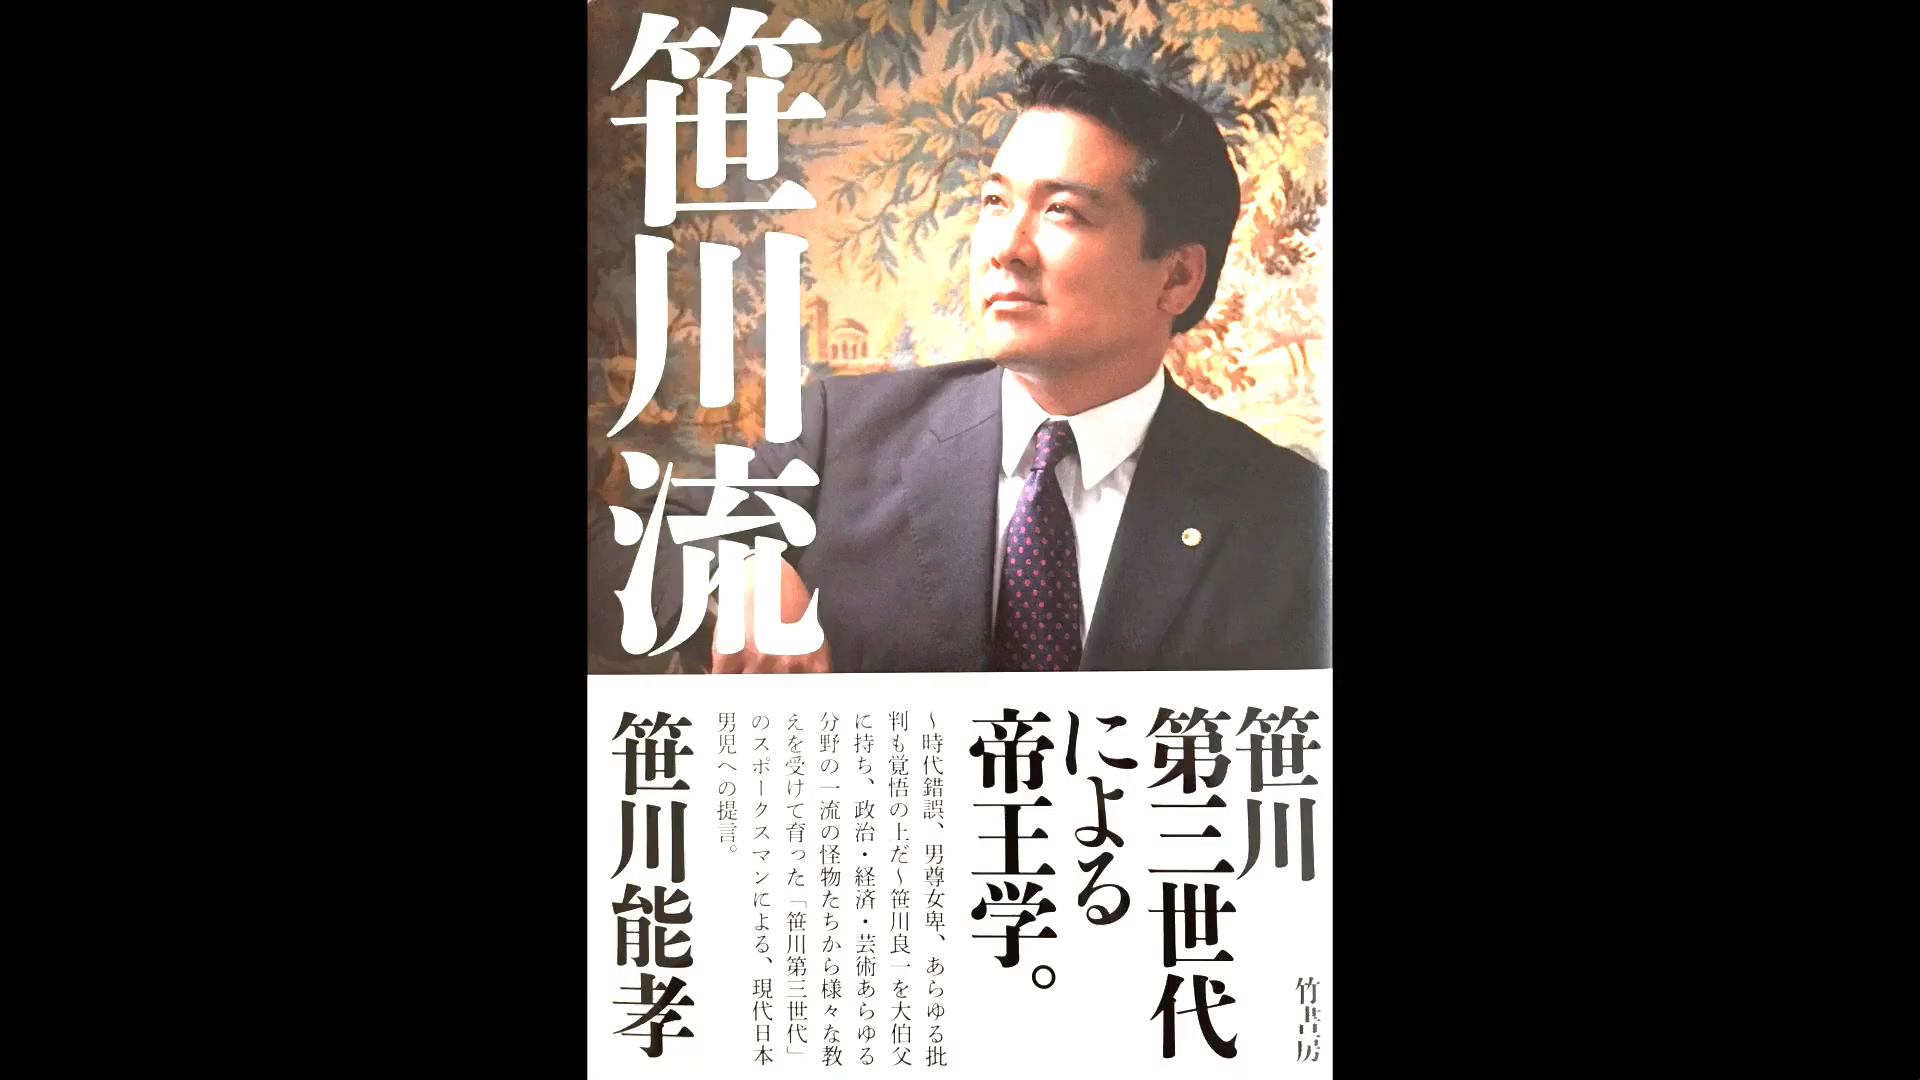 笹川流
笹川
第三世代
による
帝王学。
～時代錯誤、男尊女卑、あらゆる批
判も覚悟の上だ～笹川良一を大伯父
に持ち、政治・経済・芸術あらゆる
分野の一流の怪物たちから様々な教
えを受けて育った「笹川第三世代」
のスポークスマンによる、現代日本
男児への提言。
笹川能孝
竹書房